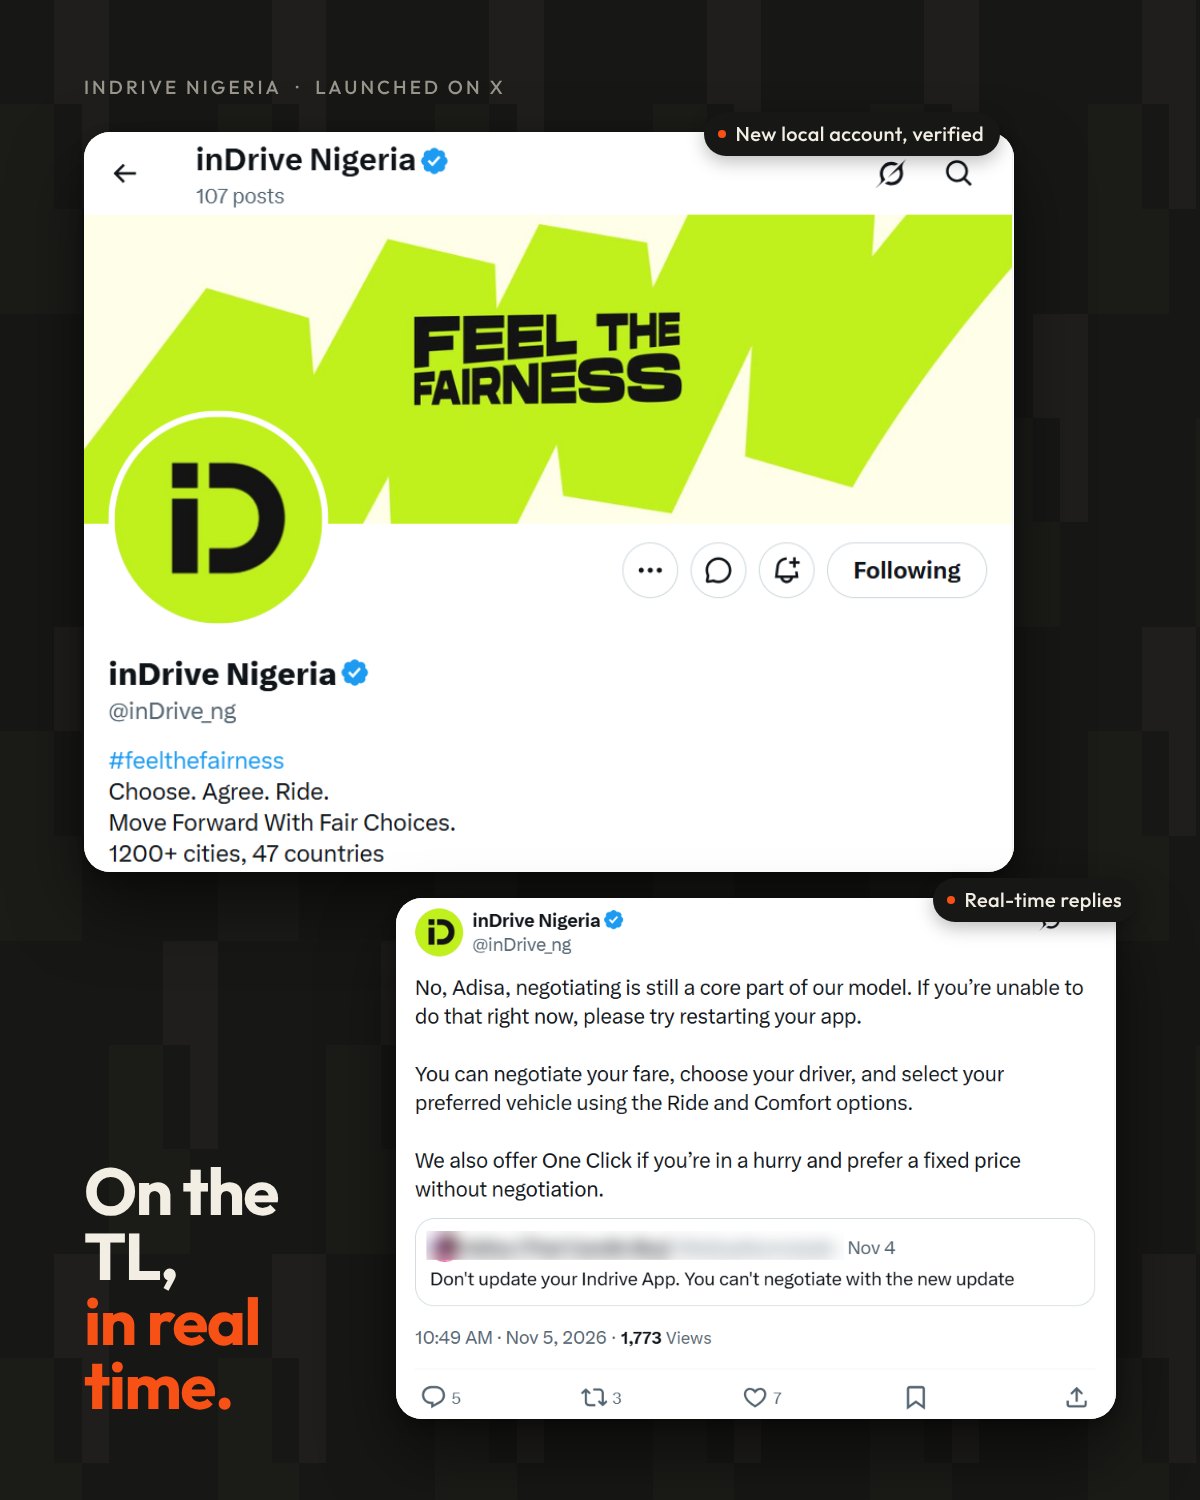 INDRIVE NIGERIA · LAUNCHED ON X
New local account, verified
inDrive Nigeria
107 posts
FEEL THE
FAIRNESS
iD
Following
inDrive Nigeria
@inDrive_ng
#feelthefairness
Choose. Agree. Ride.
Move Forward With Fair Choices.
1200+ cities, 47 countries
Real-time replies
iD
inDrive Nigeria
@inDrive_ng
No, Adisa, negotiating is still a core part of our model. If you’re unable to
do that right now, please try restarting your app.
You can negotiate your fare, choose your driver, and select your
preferred vehicle using the Ride and Comfort options.
We also offer One Click if you’re in a hurry and prefer a fixed price
without negotiation.
Nov 4
Don't update your Indrive App. You can't negotiate with the new update
10:49 AM · Nov 5, 2026 · 1,773 Views
5 3 7
On the
TL,
in real
time.